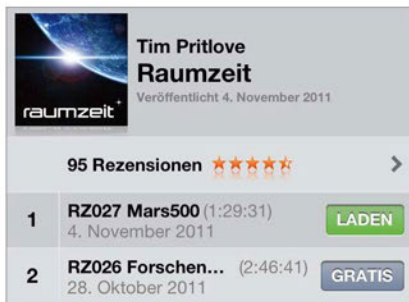 Tim Pritlove
Raumzeit
Veröffentlicht 4. November 2011
raumzeit
95 Rezensionen
1 RZ027 Mars500 (1:29:31) LADEN
4. November 2011
2 RZ026 Forschen... (2:46:41) GRATIS
28. Oktober 2011